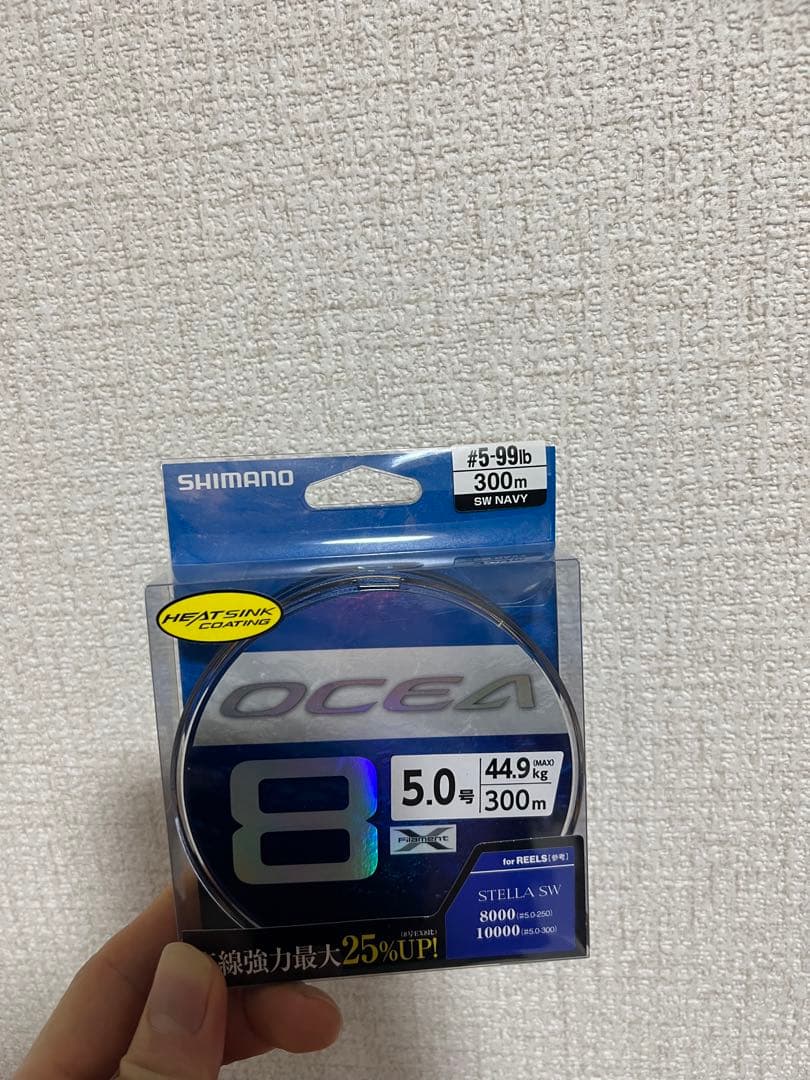 SHIMANO
#5-99lb
300m
SW NAVY
HEATSINK
COATING
OCEA
8
5.0号
44.9kg
(MAX)
300m
X
Filament
for REELS[参考]
STELLA SW
8000(#5.0-250)
10000(#5.0-300)
線強力最大25%UP!